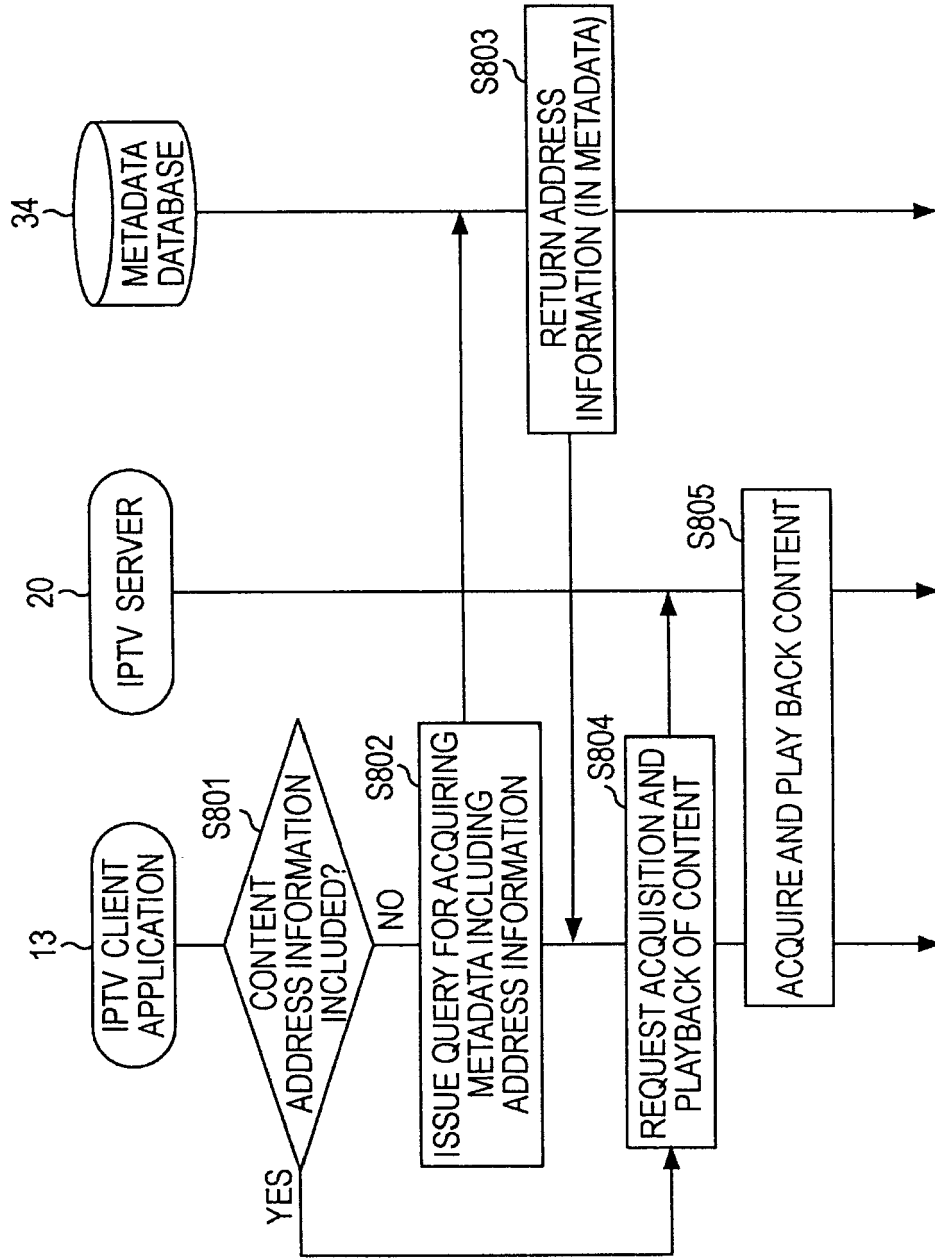 13
IPTV CLIENT
APPLICATION
20
IPTV SERVER
34
METADATA
DATABASE
S801
CONTENT
ADDRESS INFORMATION
INCLUDED?
YES
NO
S802
ISSUE QUERY FOR ACQUIRING
METADATA INCLUDING
ADDRESS INFORMATION
S803
RETURN ADDRESS
INFORMATION (IN METADATA)
S804
REQUEST ACQUISITION AND
PLAYBACK OF CONTENT
S805
ACQUIRE AND PLAY BACK CONTENT